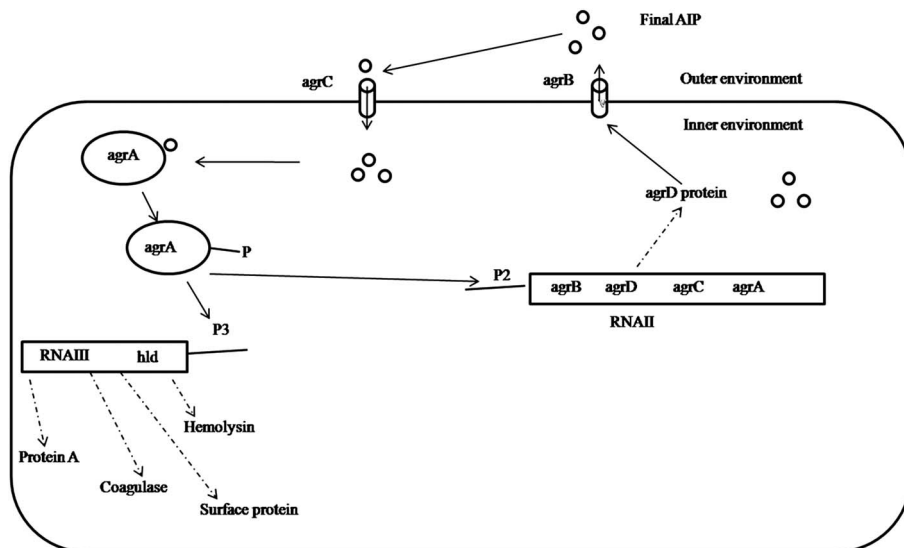 Final AIP
agrC
agrB
Outer environment
Inner environment
agrA
agrD protein
agrA
P
P2
agrB agrD agrC agrA
RNAII
P3
RNAIII hld
Hemolysin
Protein A
Coagulase
Surface protein